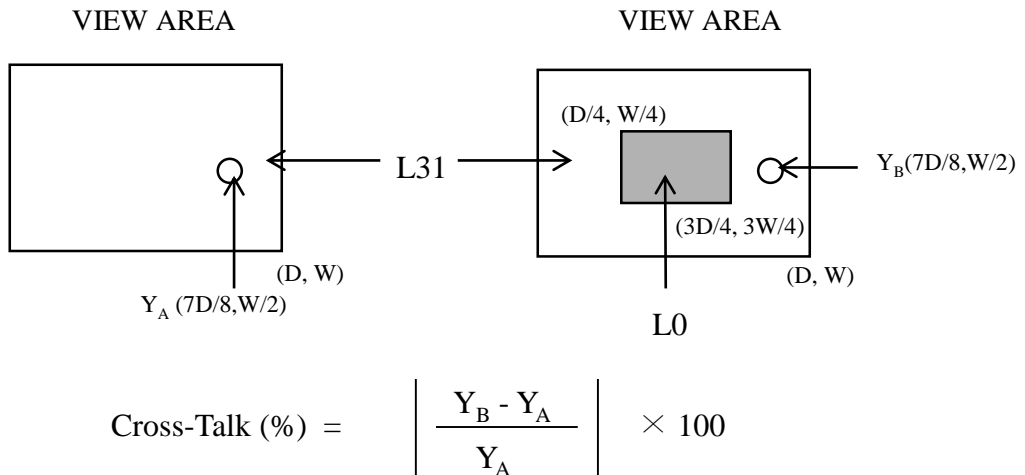 VIEW AREA
VIEW AREA
(D/4, W/4)
L31
Y_B(7D/8,W/2)
(3D/4, 3W/4)
(D, W)
(D, W)
Y_A (7D/8,W/2)
L0
Cross-Talk (%) = | (Y_B - Y_A) / Y_A | × 100